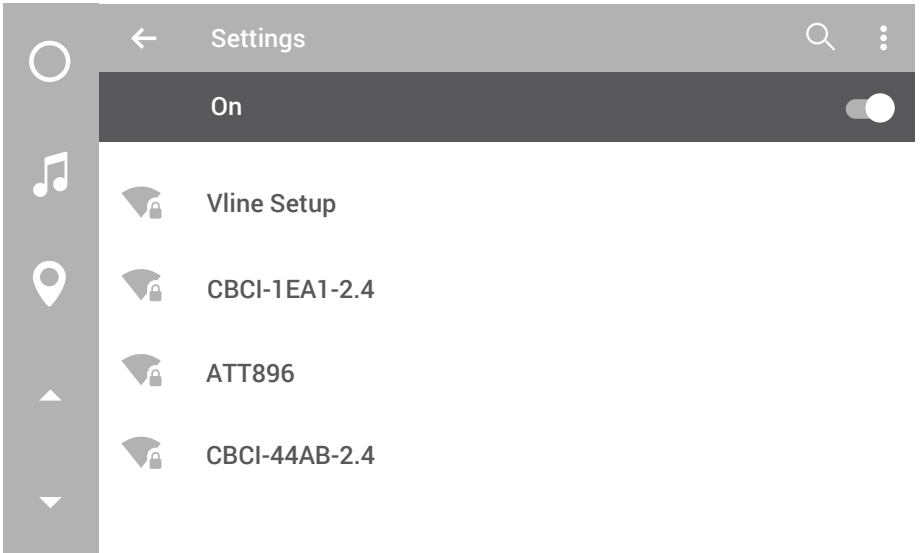 Settings
On
Vline Setup
CBCI-1EA1-2.4
ATT896
CBCI-44AB-2.4